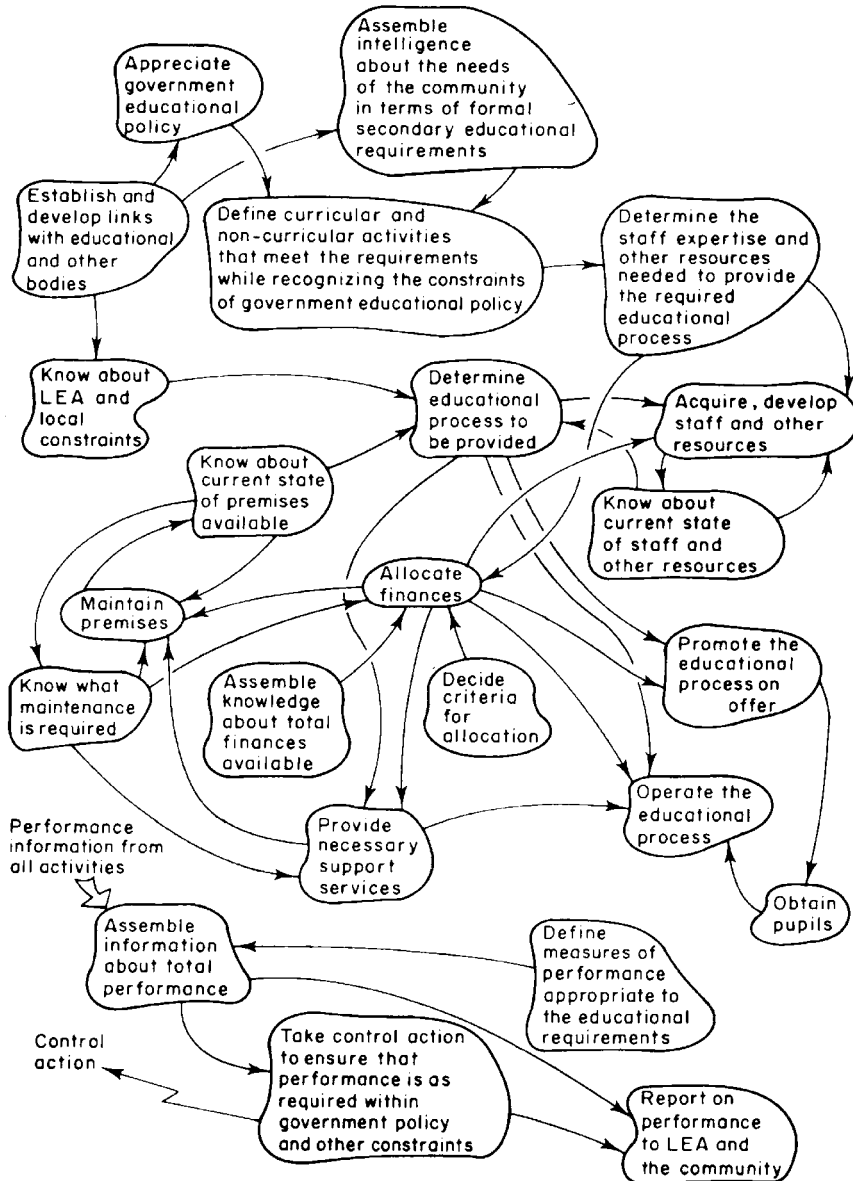 Assemble
intelligence
about the needs
of the community
in terms of formal
secondary educational
requirements
Appreciate
government
educational
policy
Establish and
develop links
with educational
and other
bodies
Define curricular and
non-curricular activities
that meet the requirements
while recognizing the constraints
of government educational policy
Determine the
staff expertise and
other resources
needed to provide
the required
educational
process
Know about
LEA and
local
constraints
Determine
educational
process to
be provided
Acquire, develop
staff and other
resources
Know about
current state
of premises
available
Know about
current state
of staff and
other resources
Allocate
finances
Maintain
premises
Promote the
educational
process on
offer
Know what
maintenance
is required
Assemble
knowledge
about total
finances
available
Decide
criteria
for
allocation
Operate the
educational
process
Provide
necessary
support
services
Performance
information from
all activities
Obtain
pupils
Assemble
information
about total
performance
Define
measures of
performance
appropriate to
the educational
requirements
Control
action
Take control action
to ensure that
performance is as
required within
government policy
and other constraints
Report on
performance
to LEA and
the community